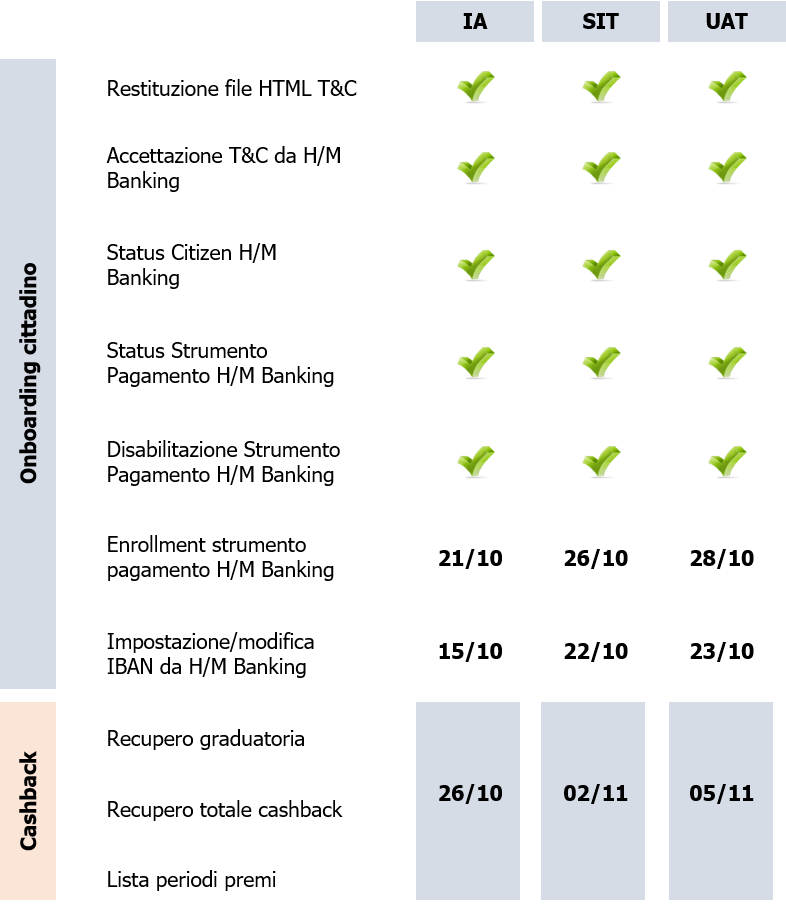 IA SIT UAT
Onboarding cittadino
Restituzione file HTML T&C
Accettazione T&C da H/M
Banking
Status Citizen H/M
Banking
Status Strumento
Pagamento H/M Banking
Disabilitazione Strumento
Pagamento H/M Banking
Enrollment strumento
pagamento H/M Banking
21/10 26/10 28/10
Impostazione/modifica
IBAN da H/M Banking
15/10 22/10 23/10
Cashback
Recupero graduatoria
Recupero totale cashback
Lista periodi premi
26/10 02/11 05/11